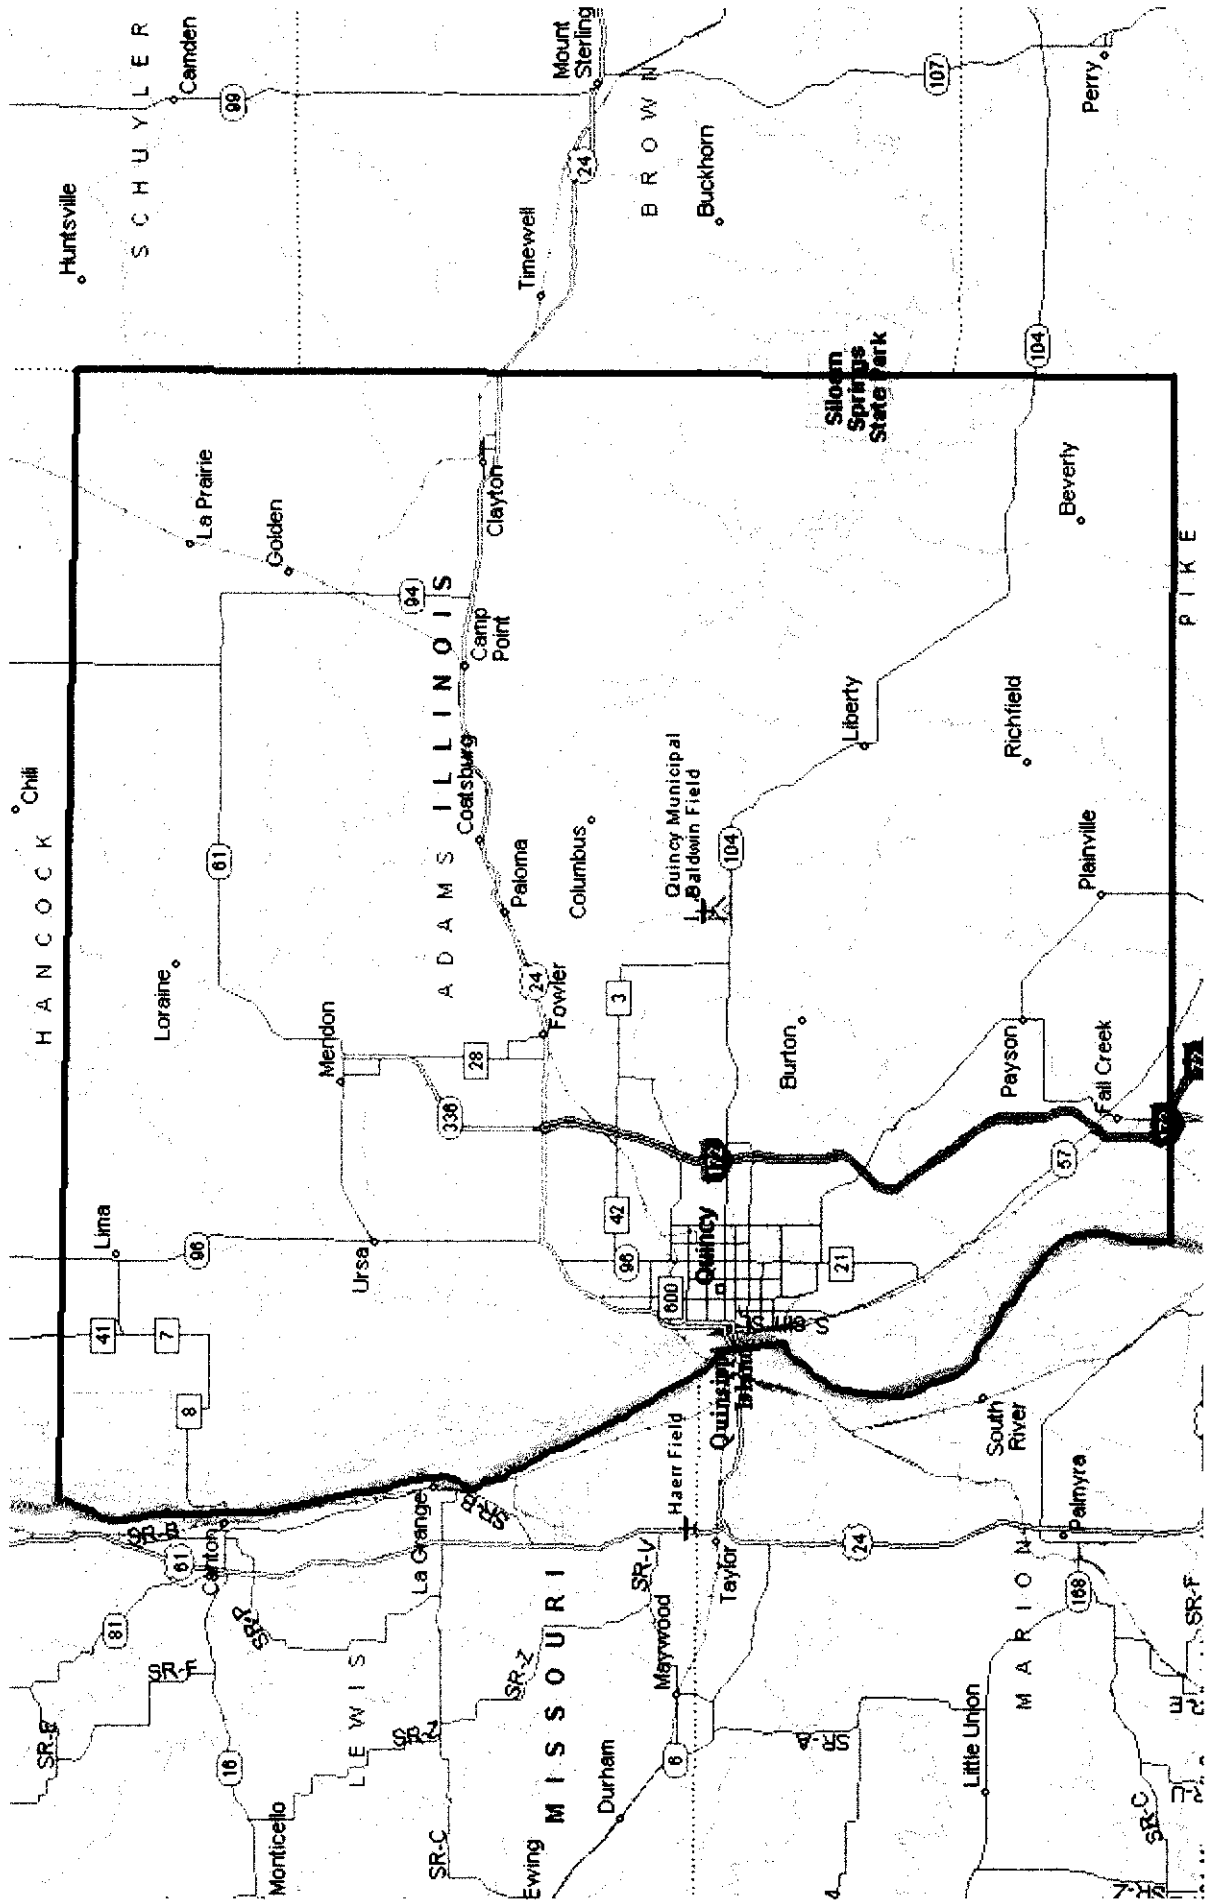 HANCOCK
Chili
Huntsville
SCHUYLER
Camden
99
Lima
41
7
8
96
Loraine
61
La Prairie
Golden
94
Mendon
Ursa
336
28
ADAMS
ILLINOIS
Coatsburg
Camp
Point
Clayton
Timewell
24
Mount
Sterling
BROWN
Buckhorn
107
Perry
Paloma
24
Fowler
Columbus
3
42
96
600
Quincy
21
Quincy Municipal
Baldwin Field
104
Burton
Liberty
Siloam
Springs
State Park
104
Beverly
Richfield
Plainville
Payson
Fall Creek
57
PIKE
SR-B
61
Canton
81
SR-P
SR-F
SR-E
16
Monticello
LEWIS
SR-Z
SR-C
La Grange
SR-B
MISSOURI
SR-Z
Ewing
Durham
Maywood
SR-V
6
Haerr Field
Taylor
24
SR-A
South
River
Palmyra
168
MARION
Little Union
SR-C
SR-F